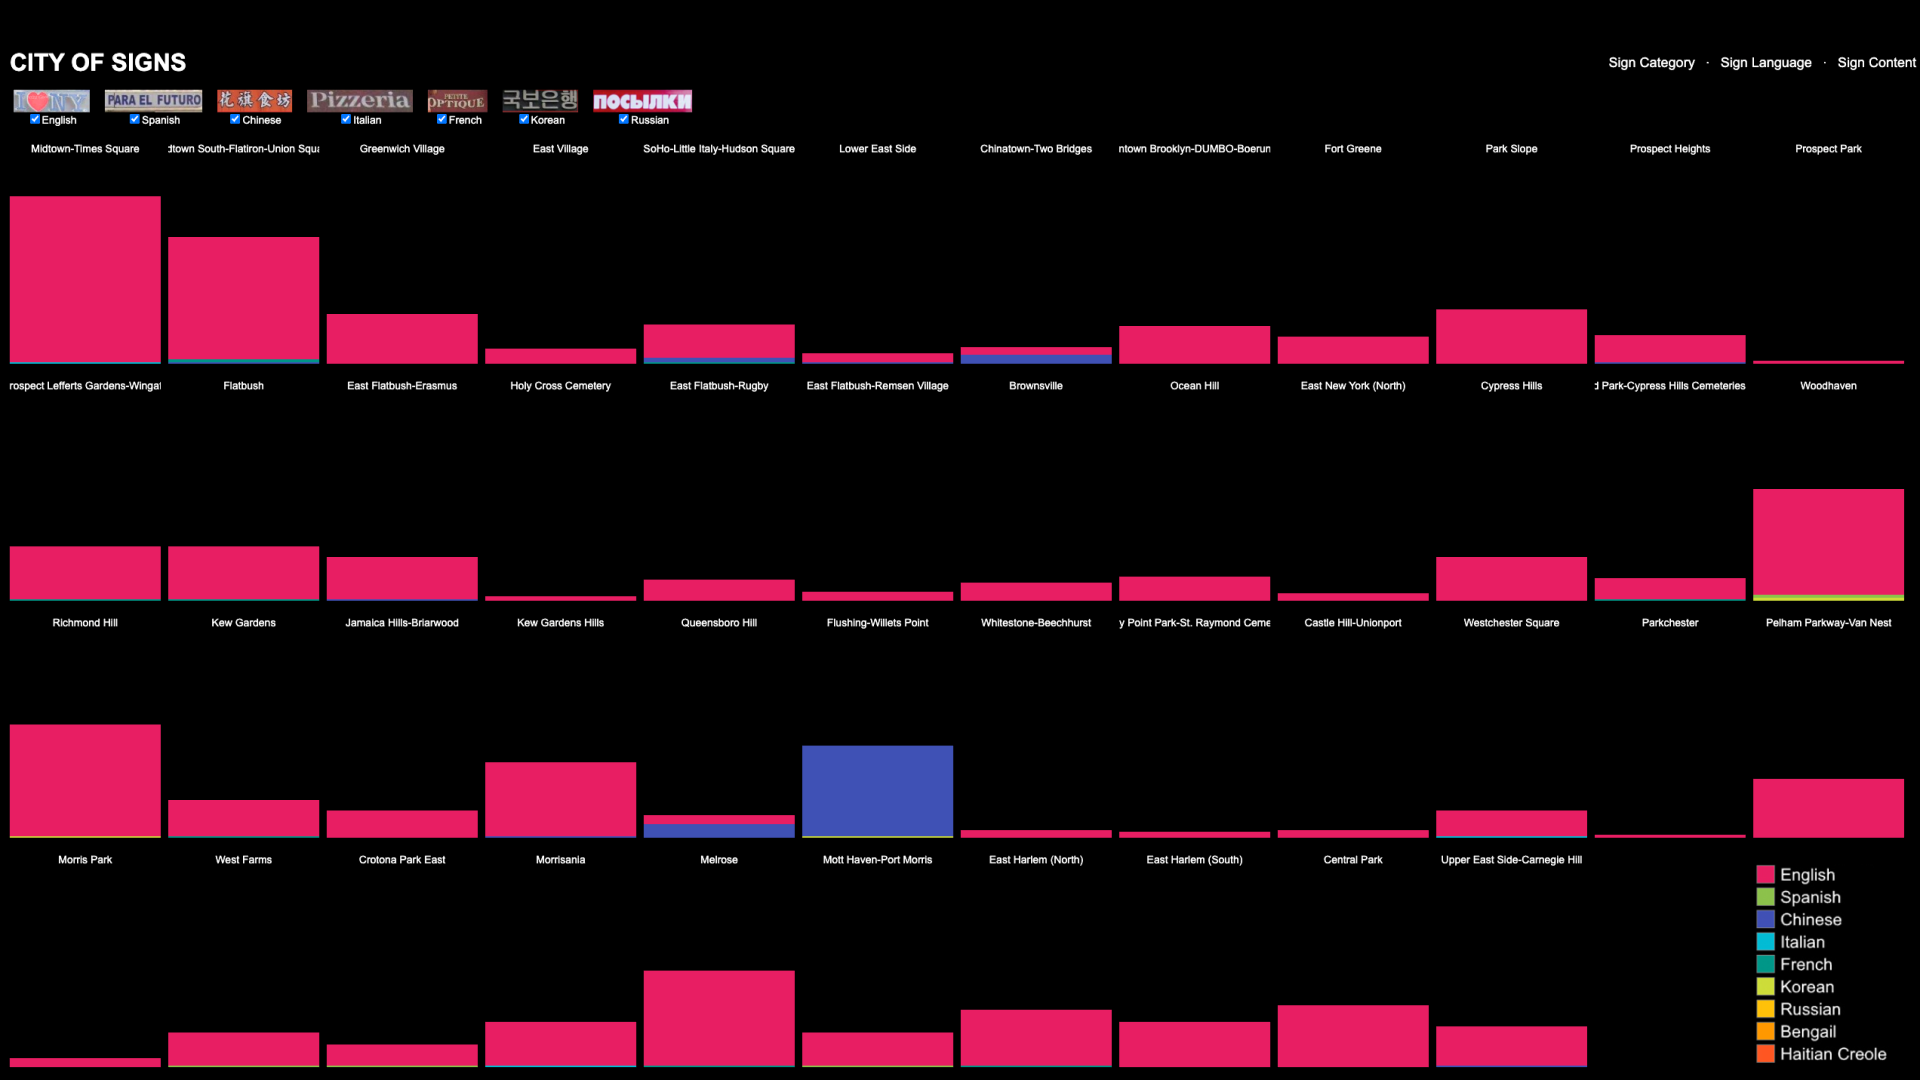 CITY OF SIGNS
Sign Category · Sign Language · Sign Content
I❤NY PARA EL FUTURO 花旗食坊 Pizzeria PETITE OPTIQUE 국보은행 ПОСЫЛКИ
English Spanish Chinese Italian French Korean Russian
Midtown-Times Square dtown South-Flatiron-Union Squa Greenwich Village East Village SoHo-Little Italy-Hudson Square Lower East Side Chinatown-Two Bridges ntown Brooklyn-DUMBO-Boerun Fort Greene Park Slope Prospect Heights Prospect Park
rospect Lefferts Gardens-Wingat Flatbush East Flatbush-Erasmus Holy Cross Cemetery East Flatbush-Rugby East Flatbush-Remsen Village Brownsville Ocean Hill East New York (North) Cypress Hills d Park-Cypress Hills Cemeteries Woodhaven
Richmond Hill Kew Gardens Jamaica Hills-Briarwood Kew Gardens Hills Queensboro Hill Flushing-Willets Point Whitestone-Beechhurst y Point Park-St. Raymond Ceme Castle Hill-Unionport Westchester Square Parkchester Pelham Parkway-Van Nest
Morris Park West Farms Crotona Park East Morrisania Melrose Mott Haven-Port Morris East Harlem (North) East Harlem (South) Central Park Upper East Side-Carnegie Hill
English
Spanish
Chinese
Italian
French
Korean
Russian
Bengail
Haitian Creole